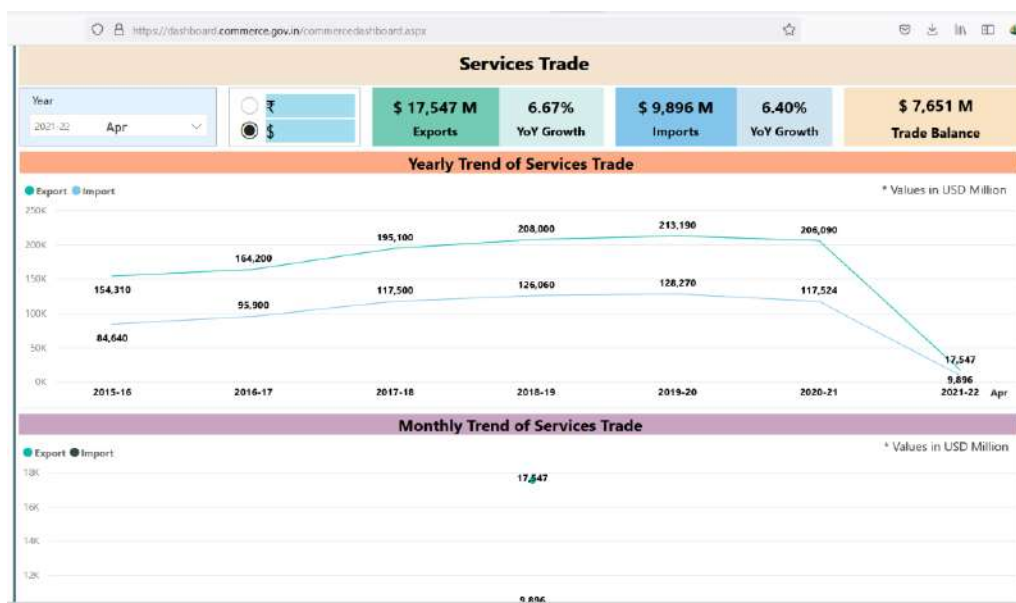 https://dashboard.commerce.gov.in/commercedashboard.aspx
Services Trade
Year
2021-22 Apr
₹
$
$ 17,547 M
Exports
6.67%
YoY Growth
$ 9,896 M
Imports
6.40%
YoY Growth
$ 7,651 M
Trade Balance
Yearly Trend of Services Trade
Export Import
* Values in USD Million
250K
200K
150K
100K
50K
0K
154,310
164,200
195,100
208,000
213,190
206,090
17,547
84,640
95,900
117,500
126,060
128,270
117,524
9,896
2015-16 2016-17 2017-18 2018-19 2019-20 2020-21 2021-22 Apr
Monthly Trend of Services Trade
Export Import
* Values in USD Million
18K
16K
14K
12K
17,547
9,896